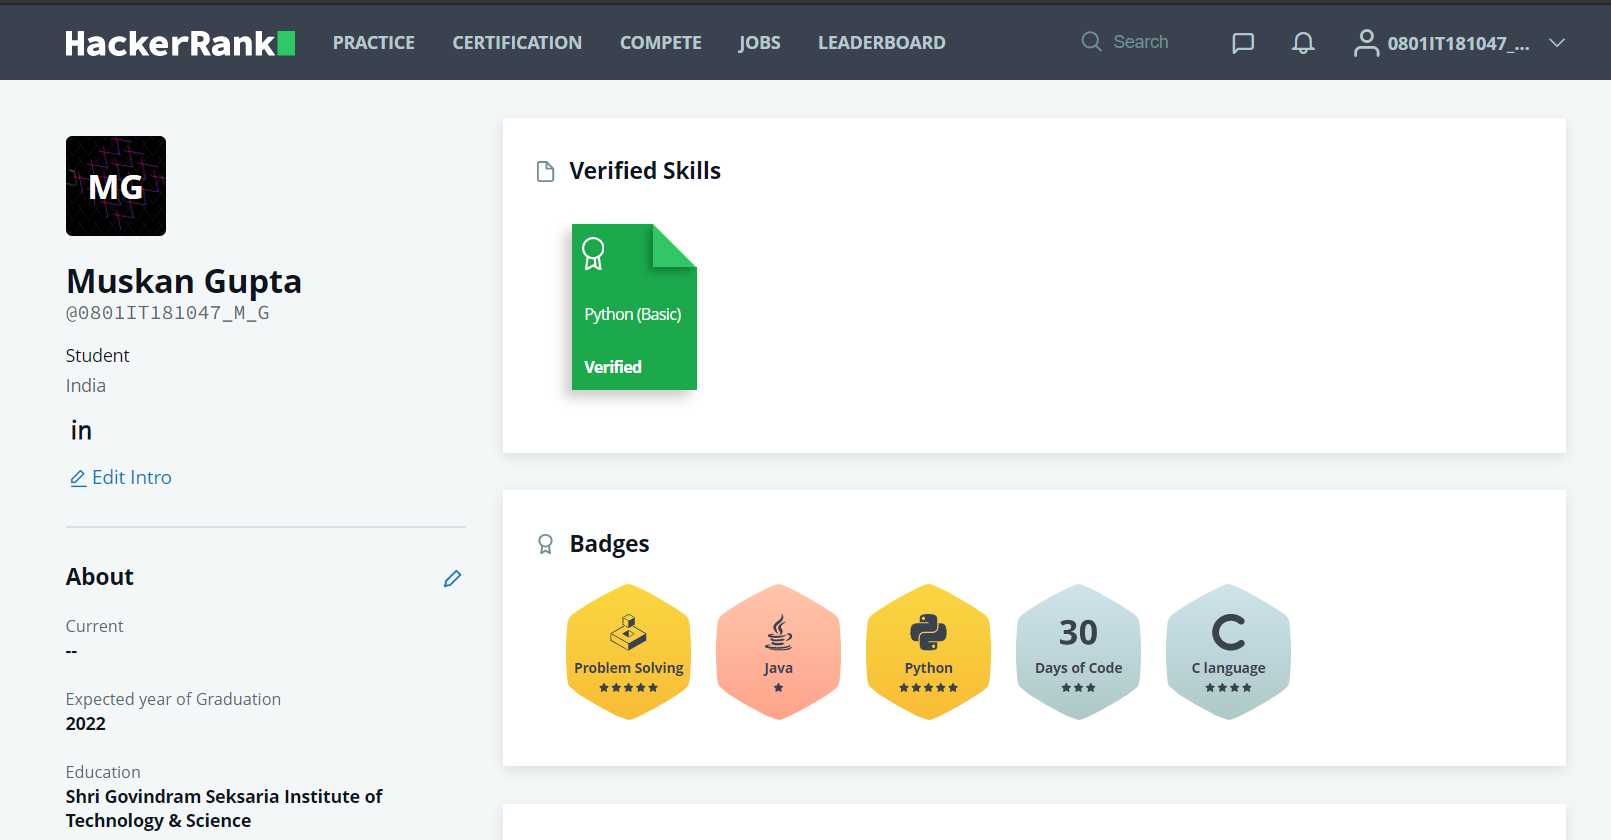 HackerRank
PRACTICE
CERTIFICATION
COMPETE
JOBS
LEADERBOARD
Search
0801IT181047_...
MG
Muskan Gupta
@0801IT181047_M_G
Student
India
in
Edit Intro
About
Current
--
Expected year of Graduation
2022
Education
Shri Govindram Seksaria Institute of
Technology & Science
Verified Skills
Python (Basic)
Verified
Badges
Problem Solving
Java
Python
30
Days of Code
C
C language